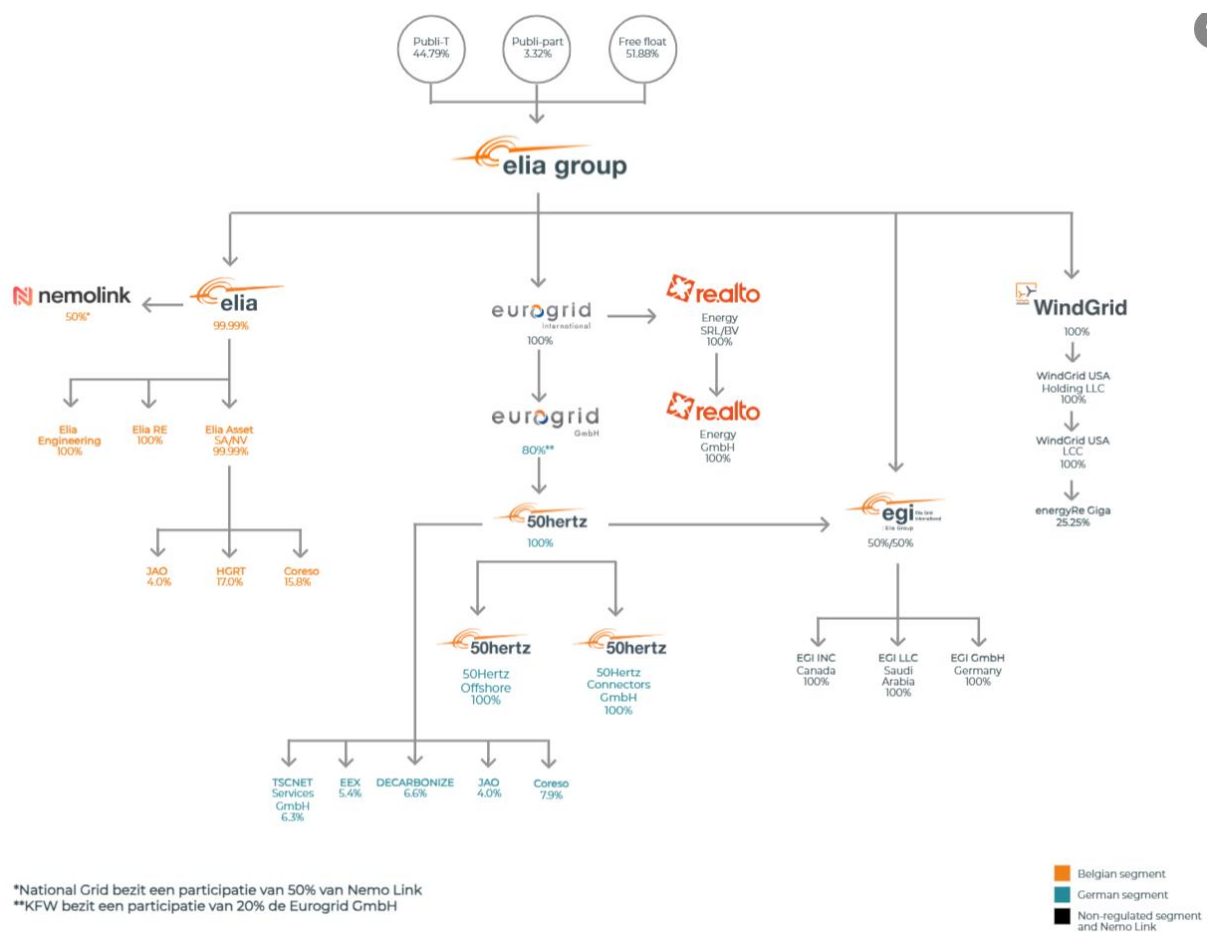 Publi-T
44.79%
Publi-part
3.32%
Free float
51.88%
elia group
nemolink
50%*
elia
99.99%
eurogrid
International
100%
re.alto
Energy
SRL/BV
100%
WindGrid
100%
WindGrid USA
Holding LLC
100%
WindGrid USA
LCC
100%
energyRe Giga
25.25%
Elia
Engineering
100%
Elia RE
100%
Elia Asset
SA/NV
99.99%
eurogrid
GmbH
80%**
re.alto
Energy
GmbH
100%
50hertz
100%
egi
Elia Group
50%/50%
JAO
4.0%
HGRT
17.0%
Coreso
15.8%
50hertz
50Hertz
Offshore
100%
50hertz
50Hertz
Connectors
GmbH
100%
EGI INC
Canada
100%
EGI LLC
Saudi
Arabia
100%
EGI GmbH
Germany
100%
TSCNET
Services
GmbH
6.3%
EEX
5.4%
DECARBONIZE
6.6%
JAO
4.0%
Coreso
7.9%
*National Grid bezit een participatie van 50% van Nemo Link
**KFW bezit een participatie van 20% de Eurogrid GmbH
Belgian segment
German segment
Non-regulated segment
and Nemo Link